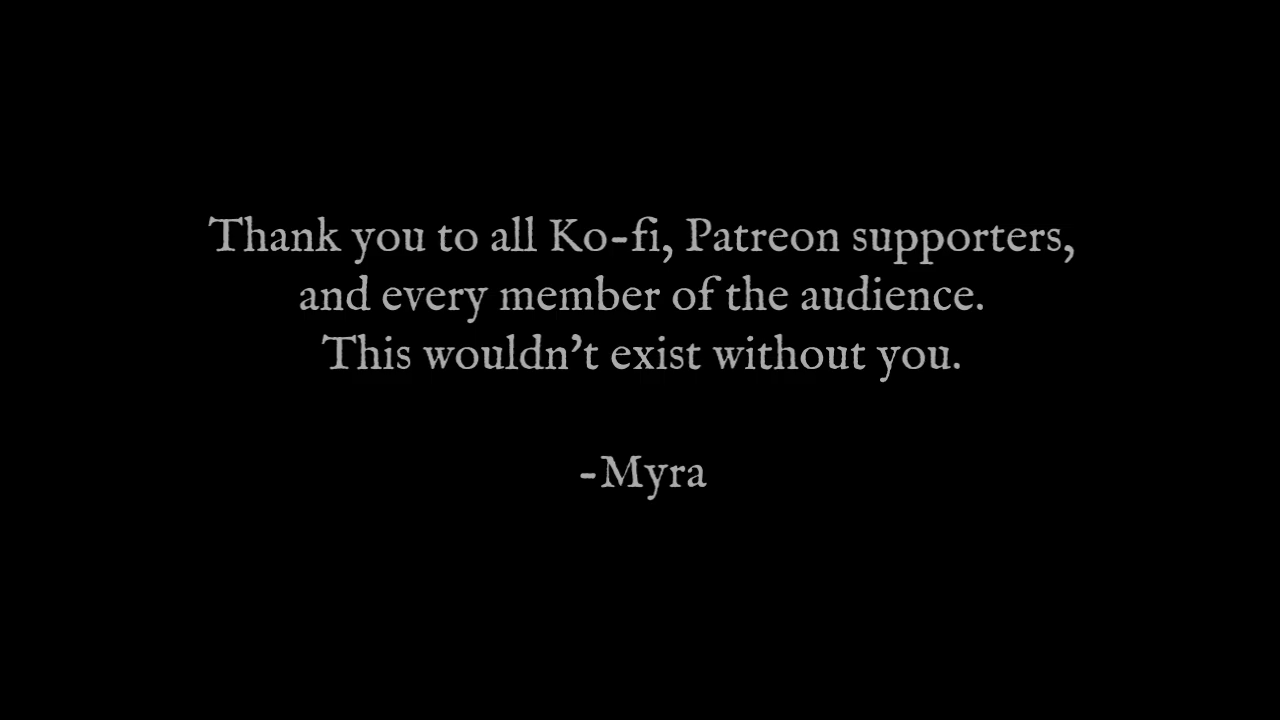 Thank you to all Ko-fi, Patreon supporters,
and every member of the audience.
This wouldn’t exist without you.
-Myra